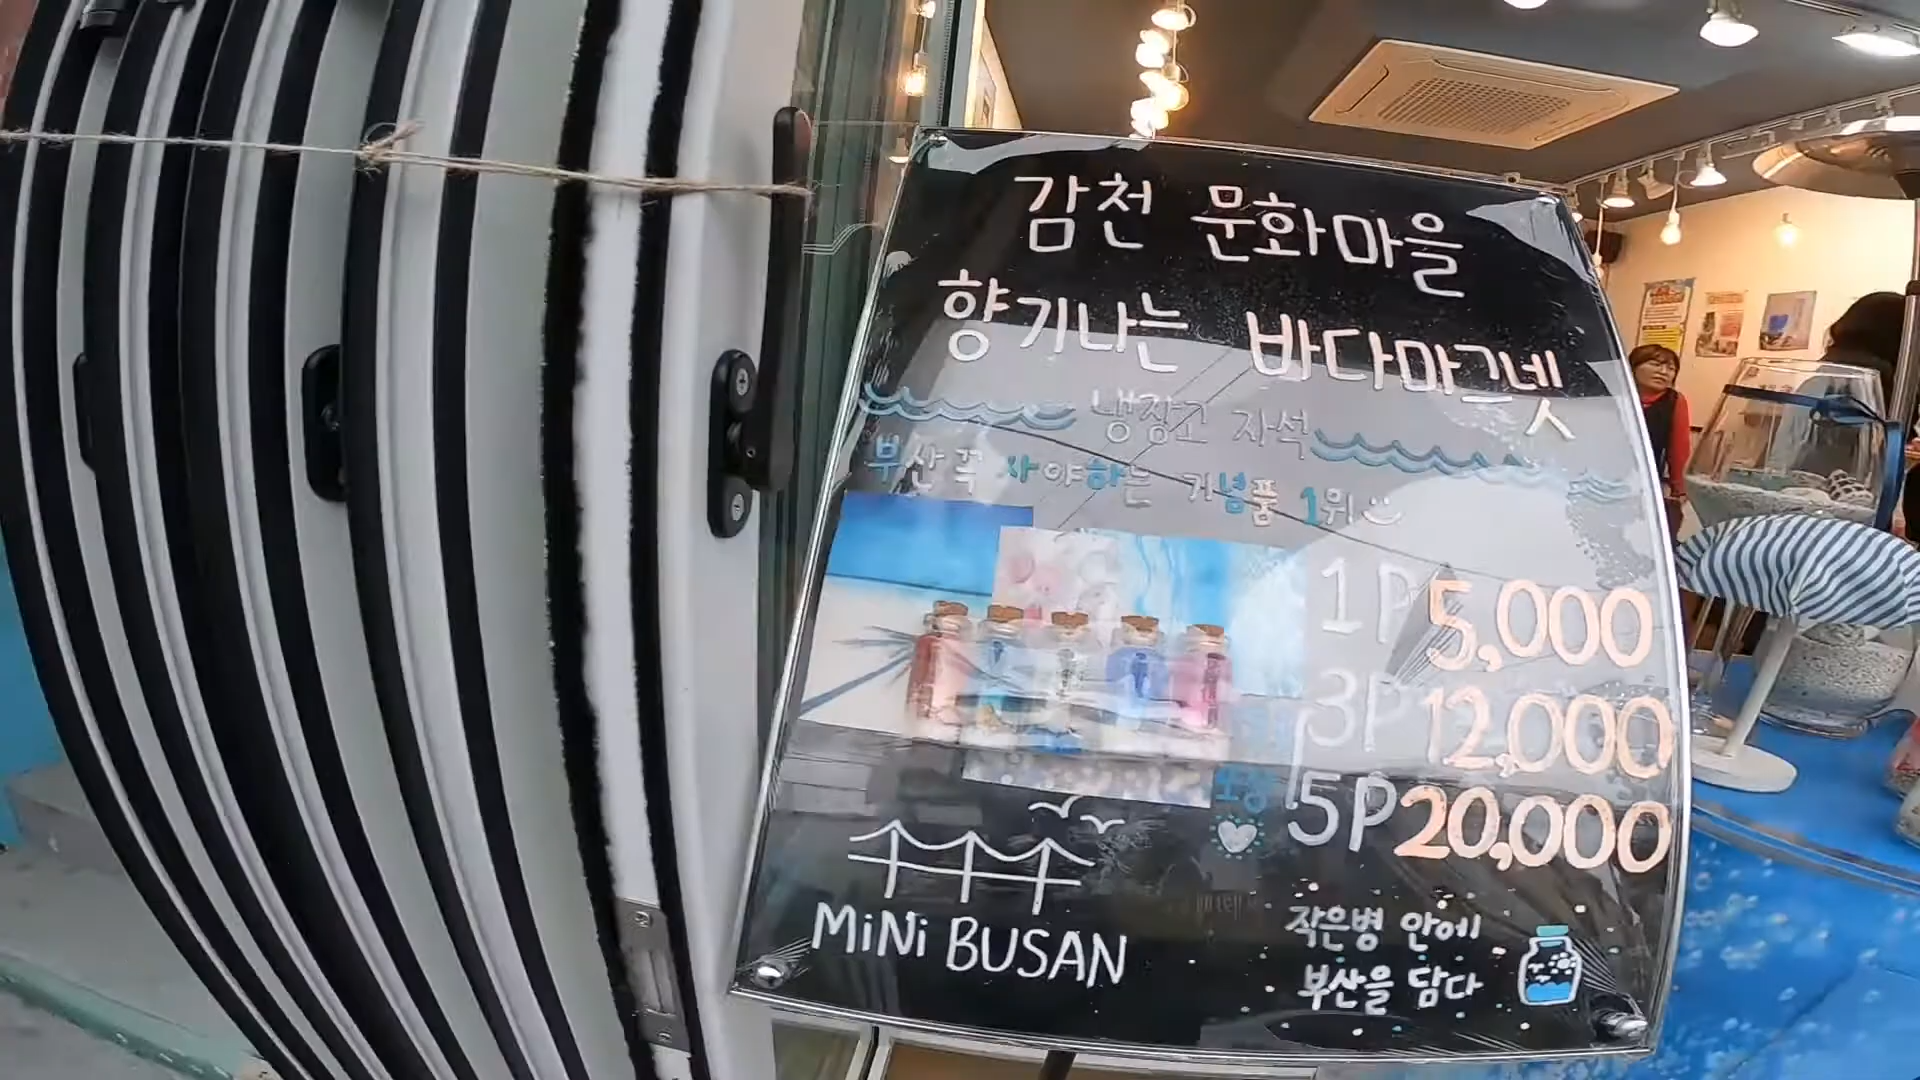 감천 문화마을
향기나는 바다마그넷
냉장고 자석
부산 꼭 사야하는 기념품 1위
1P 5,000
3P 12,000
5P 20,000
MiNi BUSAN
작은병 안에
부산을 담다